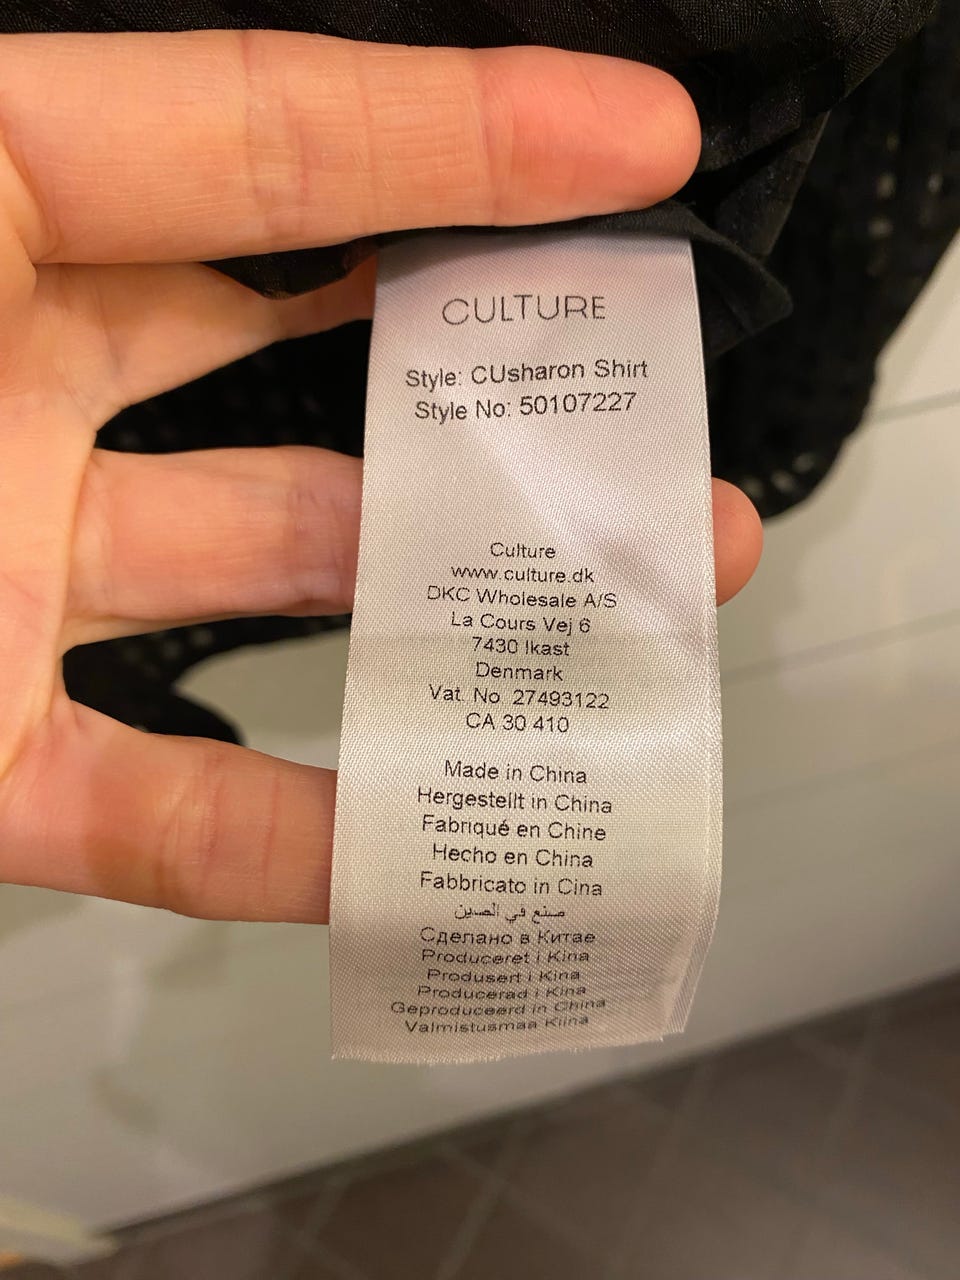 CULTURE
Style: CUsharon Shirt
Style No: 50107227
Culture
www.culture.dk
DKC Wholesale A/S
La Cours Vej 6
7430 Ikast
Denmark
Vat. No 27493122
CA 30 410
Made in China
Hergestellt in China
Fabriqué en Chine
Hecho en China
Fabbricato in Cina
صنع في الصين
Сделано в Китае
Produceret i Kina
Produsert i Kina
Producerad i Kina
Geproduceerd in China
Valmistusmaa Kiina